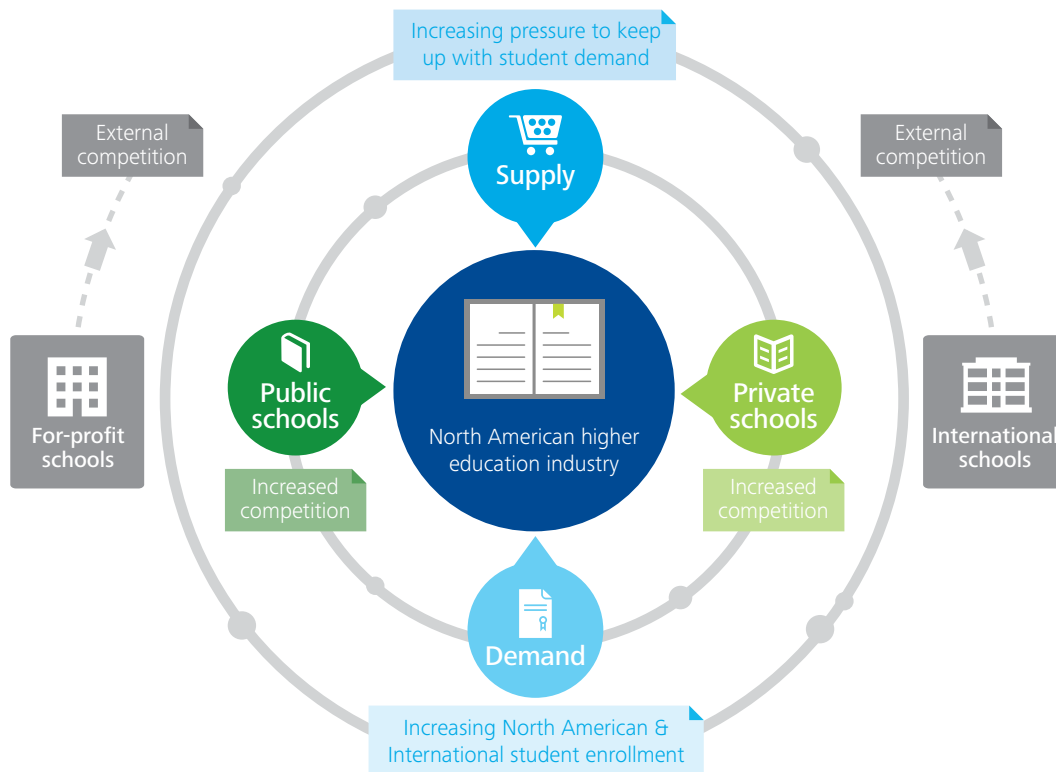 Increasing pressure to keep
up with student demand
External
competition
External
competition
Supply
Public
schools
Private
schools
For-profit
schools
International
schools
North American higher
education industry
Increased
competition
Increased
competition
Demand
Increasing North American &
International student enrollment